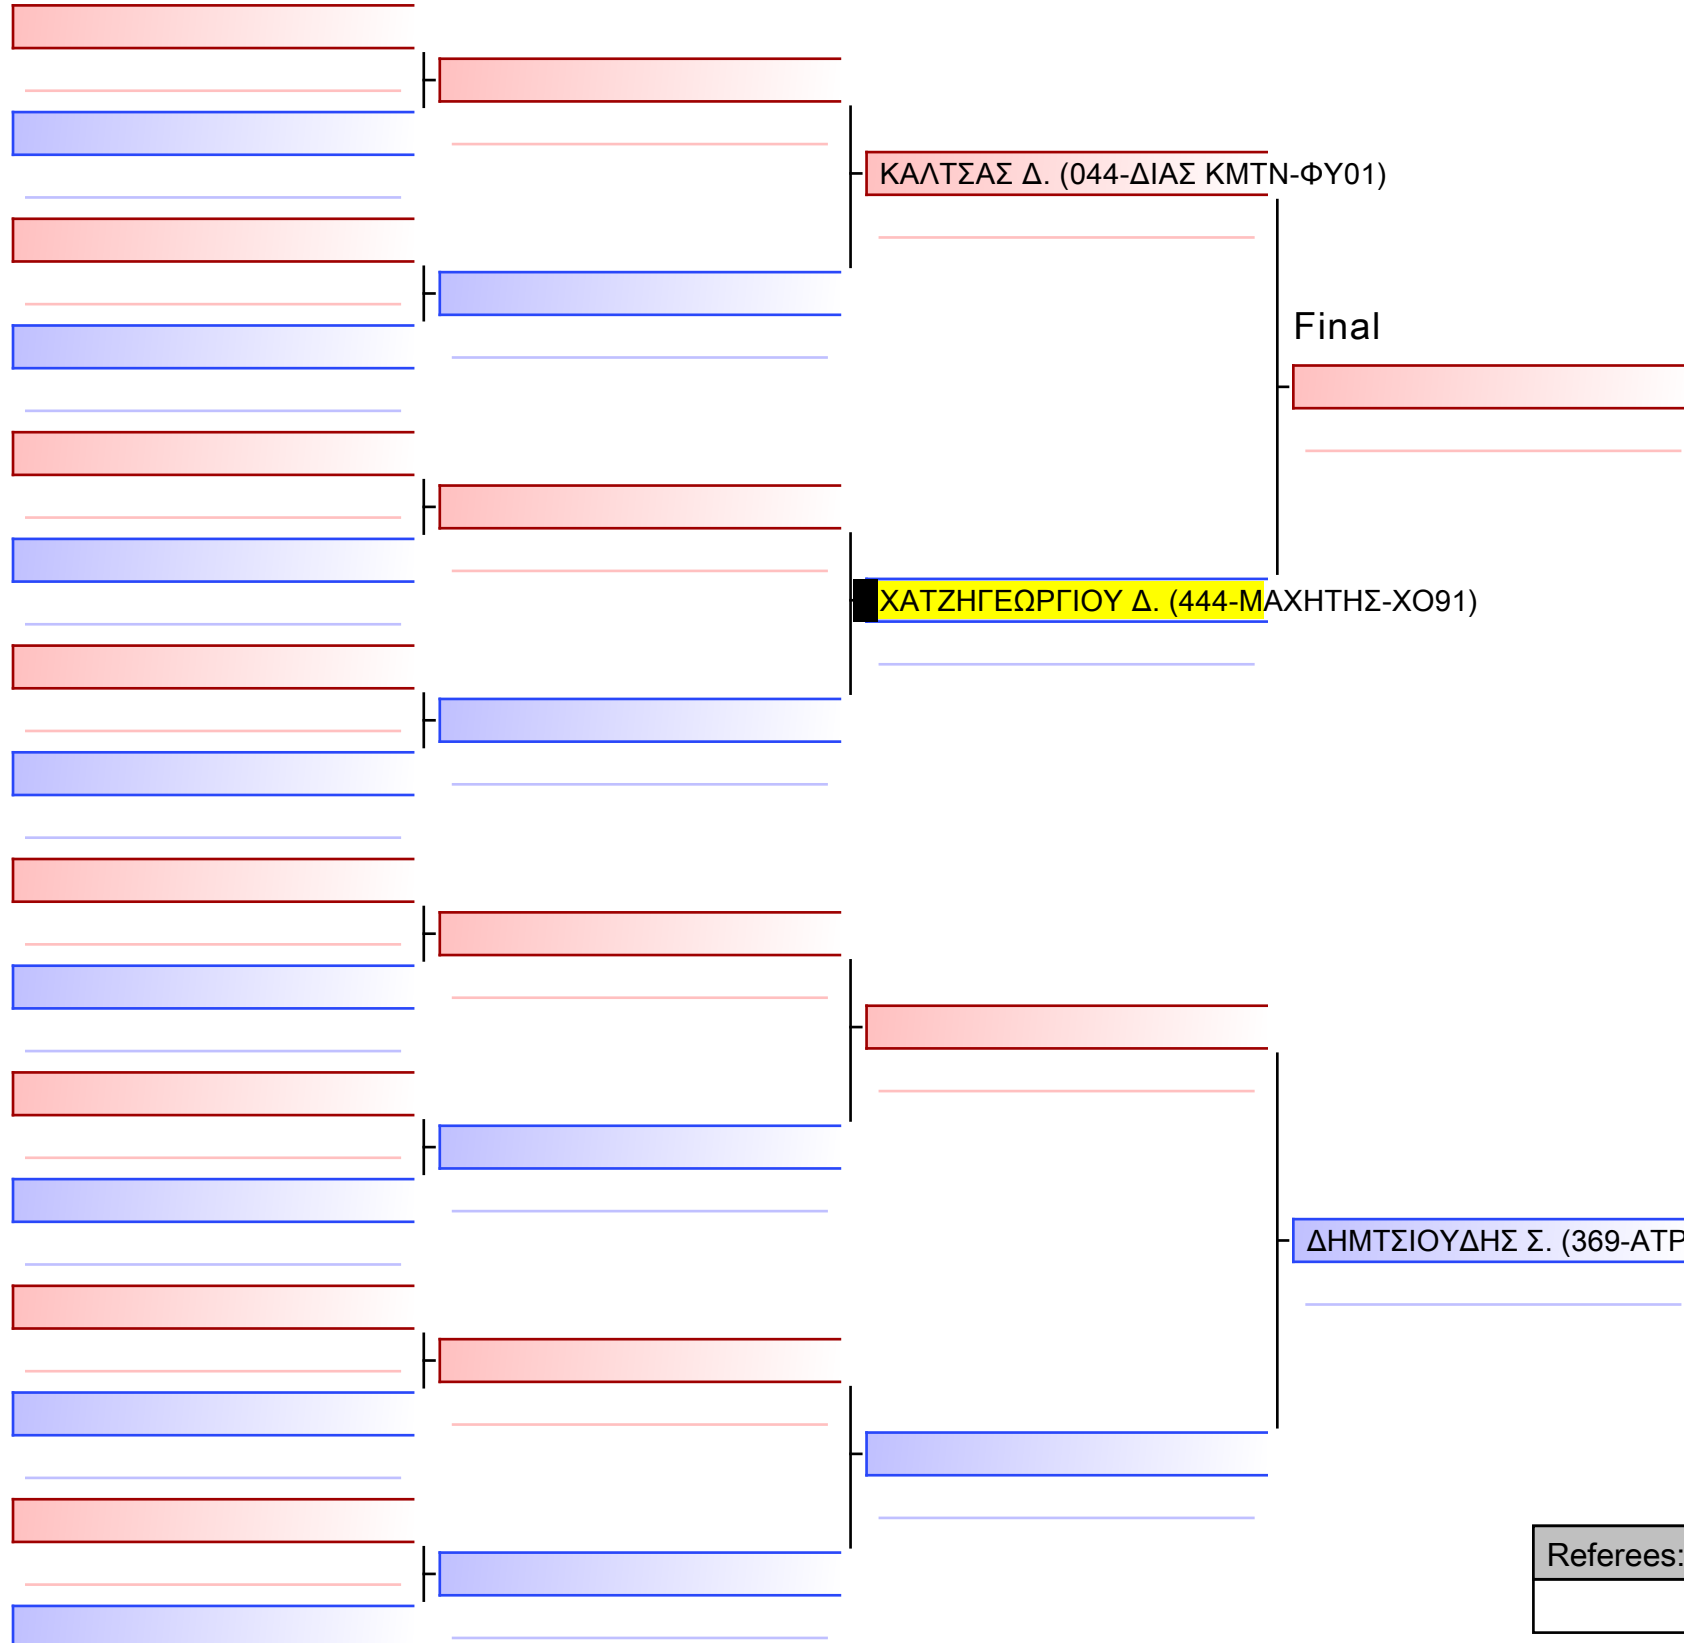 ΚΑΛΤΣΑΣ Δ. (044-ΔΙΑΣ ΚΜΤΝ-ΦΥ01)
Final
ΧΑΤΖΗΓΕΩΡΓΙΟΥ Δ. (444-ΜΑΧΗΤΗΣ-ΧΟ91)
ΔΗΜΤΣΙΟΥΔΗΣ Σ. (369-ΑΤΡ
Referees: